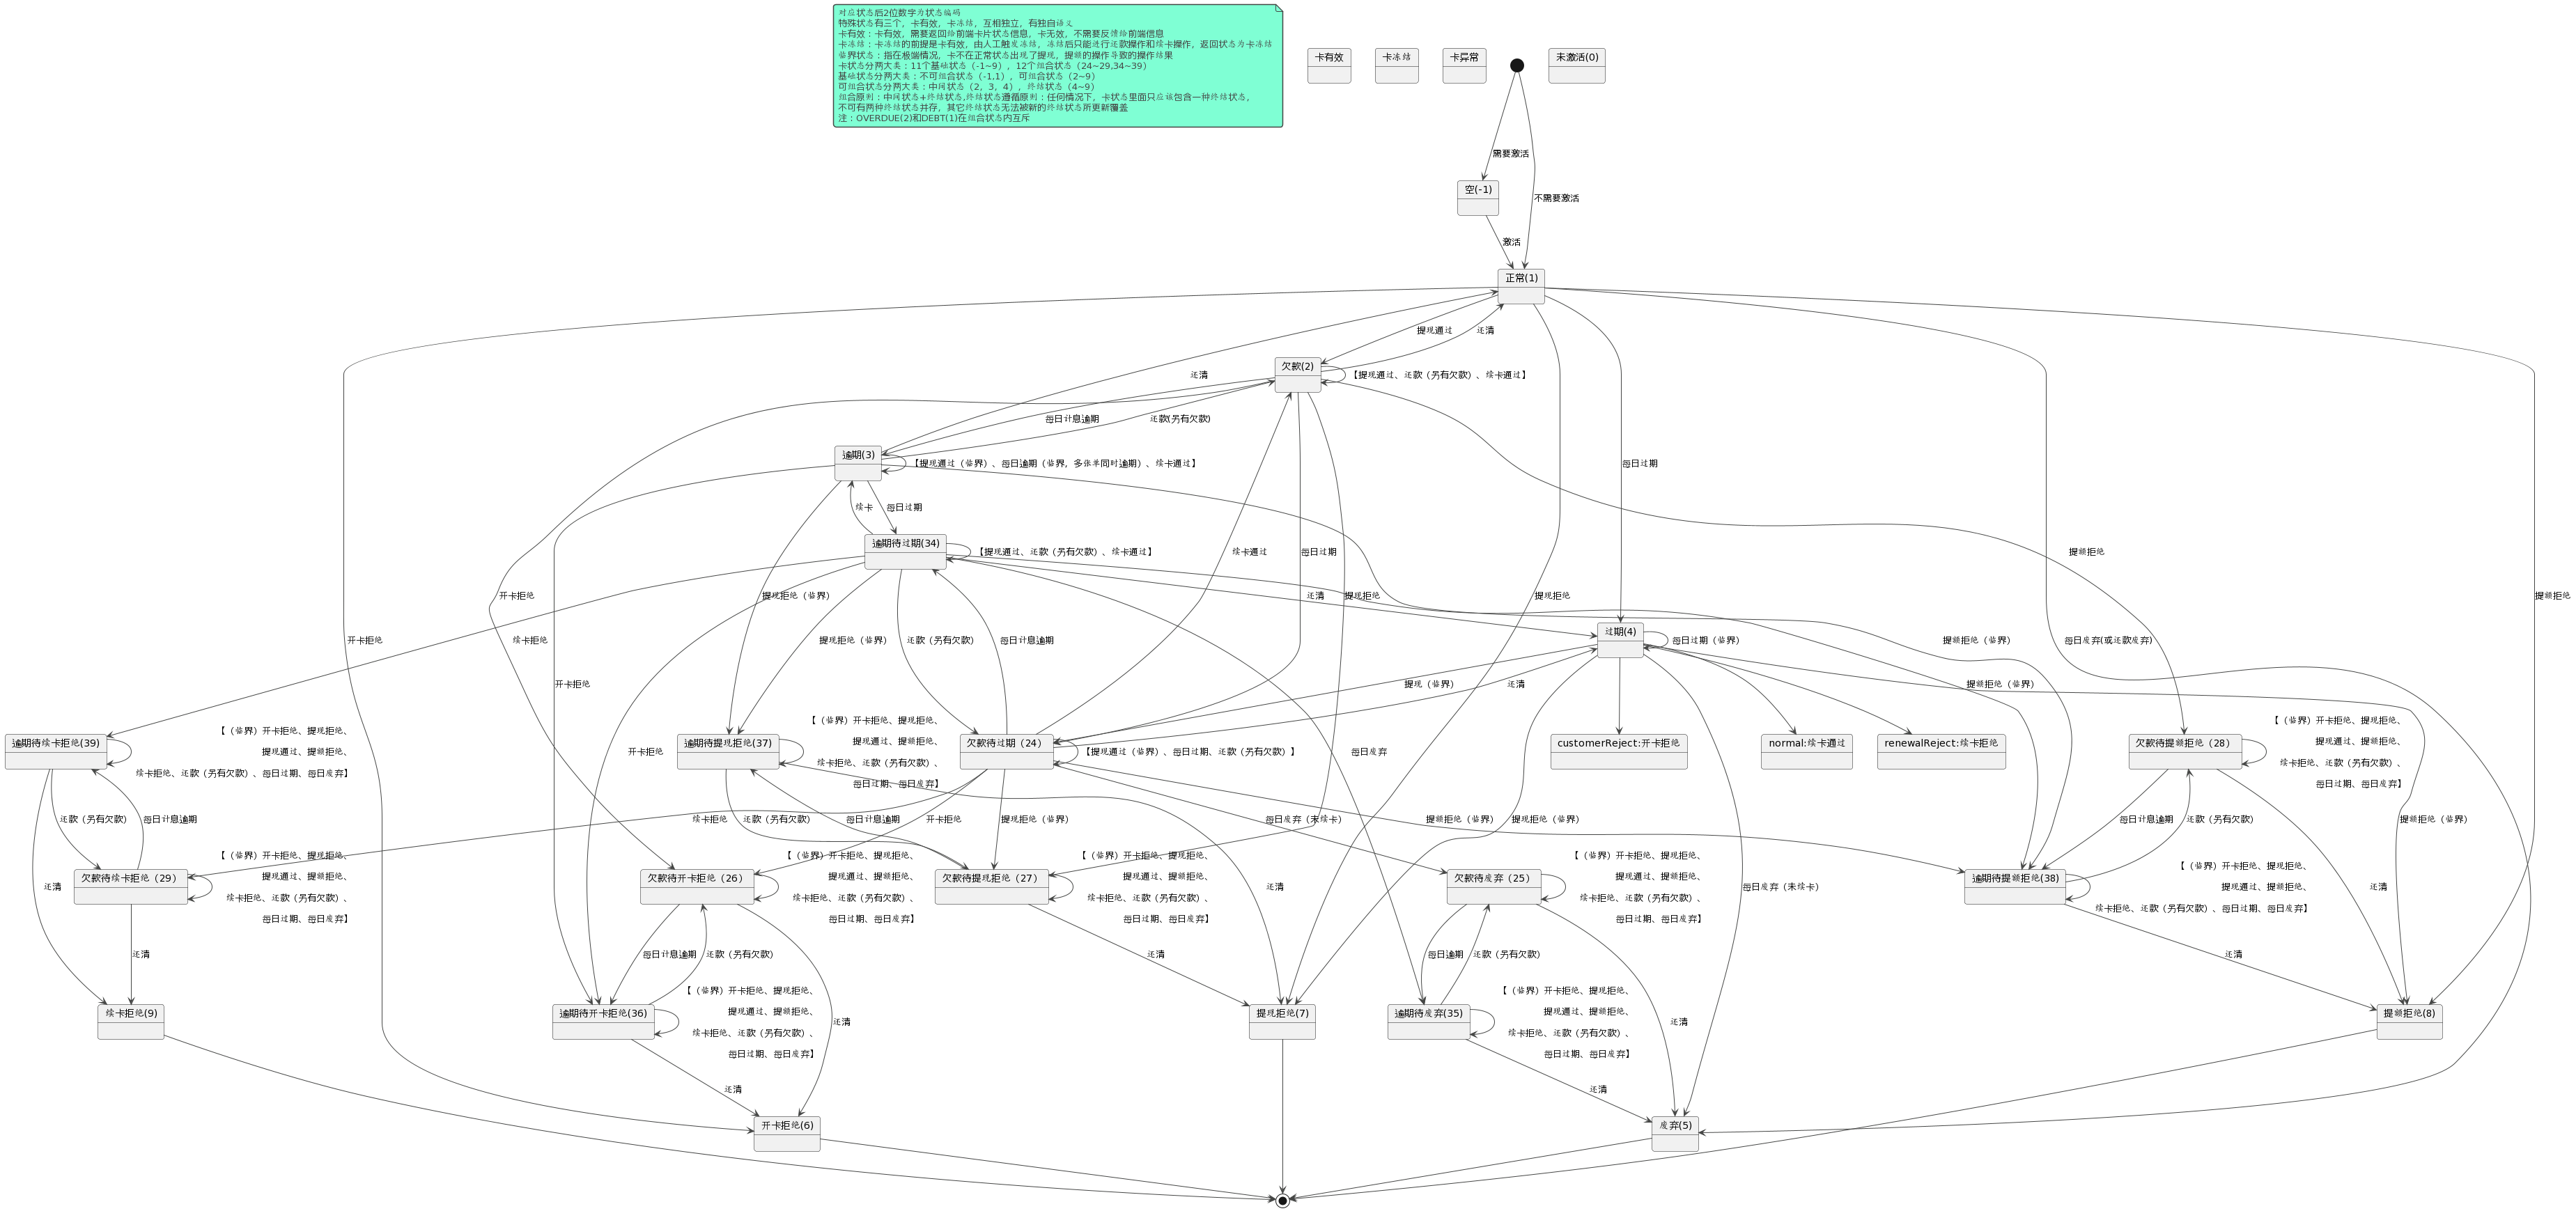 对应状态后2位数字为状态编码
特殊状态有三个，卡有效，卡冻结，互相独立，有独自语义
卡有效：卡有效，需要返回给前端卡片状态信息，卡无效，不需要反馈给前端信息
卡冻结：卡冻结的前提是卡有效，由人工触发冻结，冻结后只能进行还款操作和续卡操作，返回状态为卡冻结
临界状态：指在极端情况，卡不在正常状态出现了提现，提额的操作导致的操作结果
卡状态分两大类：11个基础状态（-1~9），12个组合状态（24~29,34~39）
基础状态分两大类：不可组合状态（-1,1），可组合状态（2~9）
可组合状态分两大类：中间状态（2，3，4），终结状态（4~9）
组合原则：中间状态+终结状态,终结状态遵循原则：任何情况下，卡状态里面只应该包含一种终结状态，
不可有两种终结状态并存，其它终结状态无法被新的终结状态所更新覆盖
注：OVERDUE(2)和DEBT(1)在组合状态内互斥
卡有效
卡冻结
卡异常
未激活(0)
需要激活
空(-1)
不需要激活
激活
正常(1)
提现通过
还清
还清
欠款(2)
【提现通过、还款（另有欠款）、续卡通过】
每日计息逾期
还款(另有欠款)
逾期(3)
【提现通过（临界）、每日逾期（临界，多张单同时逾期）、续卡通过】
每日过期
续卡
每日过期
逾期待过期(34)
【提现通过、还款（另有欠款）、续卡通过】
续卡通过
每日过期
提额拒绝
开卡拒绝
提现拒绝（临界）
还清
提现拒绝
提现拒绝
提额拒绝
开卡拒绝
续卡拒绝
提现拒绝（临界）
还款（另有欠款）
每日计息逾期
过期(4)
每日过期（临界）
提额拒绝（临界）
每日废弃(或还款废弃)
开卡拒绝
提现（临界）
还清
提额拒绝（临界）
逾期待续卡拒绝(39)
【（临界）开卡拒绝、提现拒绝、
提现通过、提额拒绝、
续卡拒绝、还款（另有欠款）、每日过期、每日废弃】
开卡拒绝
逾期待提现拒绝(37)
【（临界）开卡拒绝、提现拒绝、
提现通过、提额拒绝、
续卡拒绝、还款（另有欠款）、
每日过期、每日废弃】
欠款待过期（24）
【提现通过（临界）、每日过期、还款（另有欠款）】
每日废弃
customerReject:开卡拒绝
normal:续卡通过
renewalReject:续卡拒绝
欠款待提额拒绝（28）
【（临界）开卡拒绝、提现拒绝、
提现通过、提额拒绝、
续卡拒绝、还款（另有欠款）、
每日过期、每日废弃】
还款（另有欠款）
每日计息逾期
续卡拒绝
还款（另有欠款）
每日计息逾期
开卡拒绝
提现拒绝（临界）
每日废弃（未续卡）
提额拒绝（临界）
提现拒绝（临界）
每日计息逾期
还款（另有欠款）
提额拒绝（临界）
还清
欠款待续卡拒绝（29）
【（临界）开卡拒绝、提现拒绝、
提现通过、提额拒绝、
续卡拒绝、还款（另有欠款）、
每日过期、每日废弃】
欠款待开卡拒绝（26）
【（临界）开卡拒绝、提现拒绝、
提现通过、提额拒绝、
续卡拒绝、还款（另有欠款）、
每日过期、每日废弃】
欠款待提现拒绝（27）
【（临界）开卡拒绝、提现拒绝、
提现通过、提额拒绝、
续卡拒绝、还款（另有欠款）、
每日过期、每日废弃】
还清
欠款待废弃（25）
【（临界）开卡拒绝、提现拒绝、
提现通过、提额拒绝、
续卡拒绝、还款（另有欠款）、
每日过期、每日废弃】
每日废弃（未续卡）
逾期待提额拒绝(38)
【（临界）开卡拒绝、提现拒绝、
提现通过、提额拒绝、
续卡拒绝、还款（另有欠款）、每日过期、每日废弃】
还清
还清
每日计息逾期
还款（另有欠款）
还清
还清
每日逾期
还款（另有欠款）
还清
还清
续卡拒绝(9)
逾期待开卡拒绝(36)
【（临界）开卡拒绝、提现拒绝、
提现通过、提额拒绝、
续卡拒绝、还款（另有欠款）、
每日过期、每日废弃】
提现拒绝(7)
逾期待废弃(35)
【（临界）开卡拒绝、提现拒绝、
提现通过、提额拒绝、
续卡拒绝、还款（另有欠款）、
每日过期、每日废弃】
提额拒绝(8)
还清
还清
开卡拒绝(6)
废弃(5)